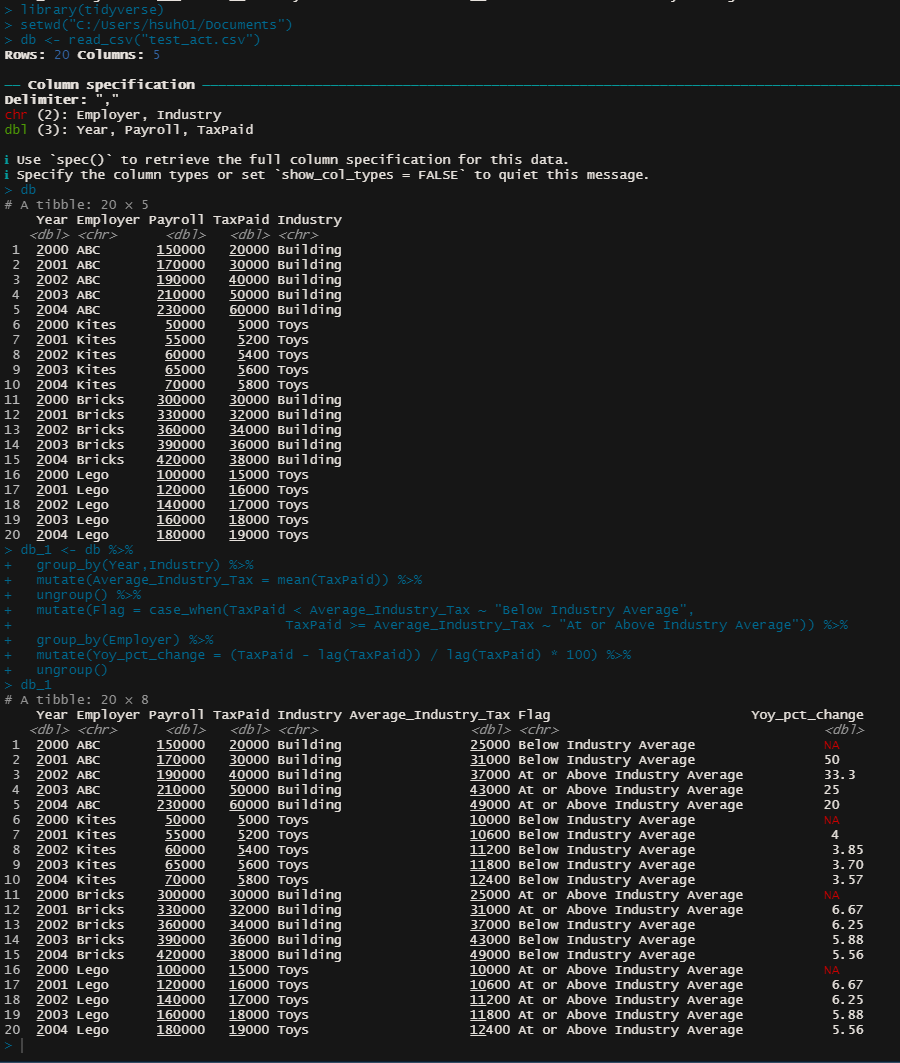 > library(tidyverse)
> setwd("C:/Users/hsuh01/Documents")
> db <- read_csv("test_act.csv")
Rows: 20 Columns: 5
── Column specification ──────────────────────────────
Delimiter: ","
chr (2): Employer, Industry
dbl (3): Year, Payroll, TaxPaid
ℹ Use `spec()` to retrieve the full column specification for this data.
ℹ Specify the column types or set `show_col_types = FALSE` to quiet this message.
> db
# A tibble: 20 × 5
    Year Employer Payroll TaxPaid Industry
   <dbl> <chr>      <dbl>   <dbl> <chr>
 1  2000 ABC       150000   20000 Building
 2  2001 ABC       170000   30000 Building
 3  2002 ABC       190000   40000 Building
 4  2003 ABC       210000   50000 Building
 5  2004 ABC       230000   60000 Building
 6  2000 Kites      50000    5000 Toys
 7  2001 Kites      55000    5200 Toys
 8  2002 Kites      60000    5400 Toys
 9  2003 Kites      65000    5600 Toys
10  2004 Kites      70000    5800 Toys
11  2000 Bricks    300000   30000 Building
12  2001 Bricks    330000   32000 Building
13  2002 Bricks    360000   34000 Building
14  2003 Bricks    390000   36000 Building
15  2004 Bricks    420000   38000 Building
16  2000 Lego      100000   15000 Toys
17  2001 Lego      120000   16000 Toys
18  2002 Lego      140000   17000 Toys
19  2003 Lego      160000   18000 Toys
20  2004 Lego      180000   19000 Toys
> db_1 <- db %>%
+   group_by(Year,Industry) %>%
+   mutate(Average_Industry_Tax = mean(TaxPaid)) %>%
+   ungroup() %>%
+   mutate(Flag = case_when(TaxPaid < Average_Industry_Tax ~ "Below Industry Average",
+                                  TaxPaid >= Average_Industry_Tax ~ "At or Above Industry Average")) %>%
+   group_by(Employer) %>%
+   mutate(Yoy_pct_change = (TaxPaid - lag(TaxPaid)) / lag(TaxPaid) * 100) %>%
+   ungroup()
> db_1
# A tibble: 20 × 8
    Year Employer Payroll TaxPaid Industry Average_Industry_Tax Flag                         Yoy_pct_change
   <dbl> <chr>      <dbl>   <dbl> <chr>                   <dbl> <chr>                                 <dbl>
 1  2000 ABC       150000   20000 Building                25000 Below Industry Average                NA
 2  2001 ABC       170000   30000 Building                31000 Below Industry Average                50
 3  2002 ABC       190000   40000 Building                37000 At or Above Industry Average          33.3
 4  2003 ABC       210000   50000 Building                43000 At or Above Industry Average          25
 5  2004 ABC       230000   60000 Building                49000 At or Above Industry Average          20
 6  2000 Kites      50000    5000 Toys                    10000 Below Industry Average                NA
 7  2001 Kites      55000    5200 Toys                    10600 Below Industry Average                 4
 8  2002 Kites      60000    5400 Toys                    11200 Below Industry Average                 3.85
 9  2003 Kites      65000    5600 Toys                    11800 Below Industry Average                 3.70
10  2004 Kites      70000    5800 Toys                    12400 Below Industry Average                 3.57
11  2000 Bricks    300000   30000 Building                25000 At or Above Industry Average          NA
12  2001 Bricks    330000   32000 Building                31000 At or Above Industry Average           6.67
13  2002 Bricks    360000   34000 Building                37000 Below Industry Average                 6.25
14  2003 Bricks    390000   36000 Building                43000 Below Industry Average                 5.88
15  2004 Bricks    420000   38000 Building                49000 Below Industry Average                 5.56
16  2000 Lego      100000   15000 Toys                    10000 At or Above Industry Average          NA
17  2001 Lego      120000   16000 Toys                    10600 At or Above Industry Average           6.67
18  2002 Lego      140000   17000 Toys                    11200 At or Above Industry Average           6.25
19  2003 Lego      160000   18000 Toys                    11800 At or Above Industry Average           5.88
20  2004 Lego      180000   19000 Toys                    12400 At or Above Industry Average           5.56
>